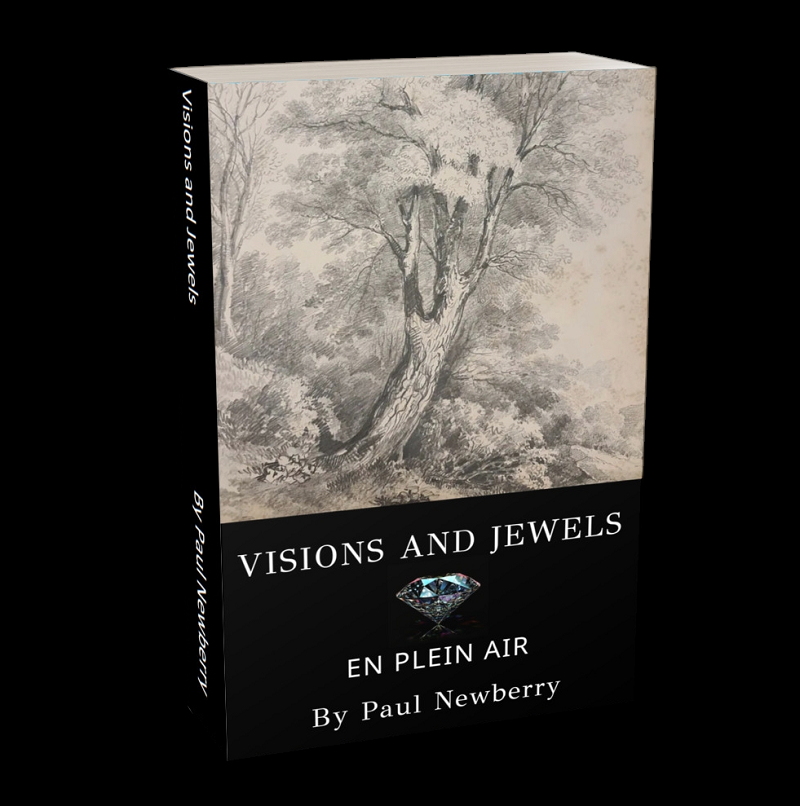 Visions and Jewels
By Paul Newberry
VISIONS AND JEWELS
EN PLEIN AIR
By Paul Newberry